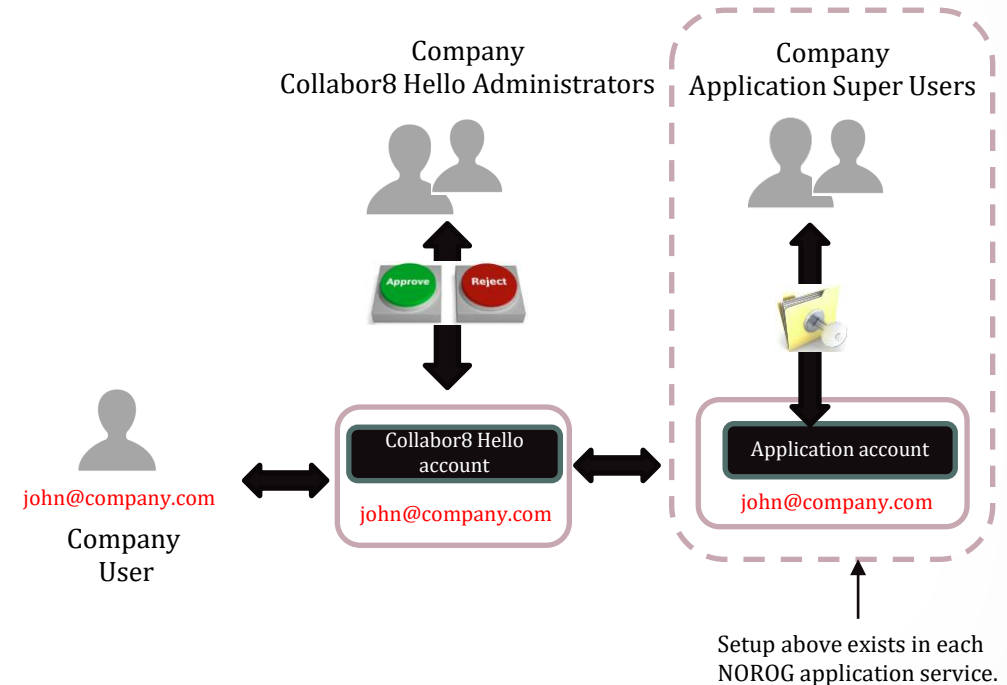 Company
Collabor8 Hello Administrators
Company
Application Super Users
Approve
Reject
Collabor8 Hello
account
john@company.com
Application account
john@company.com
john@company.com
Company
User
Setup above exists in each
NOROG application service.